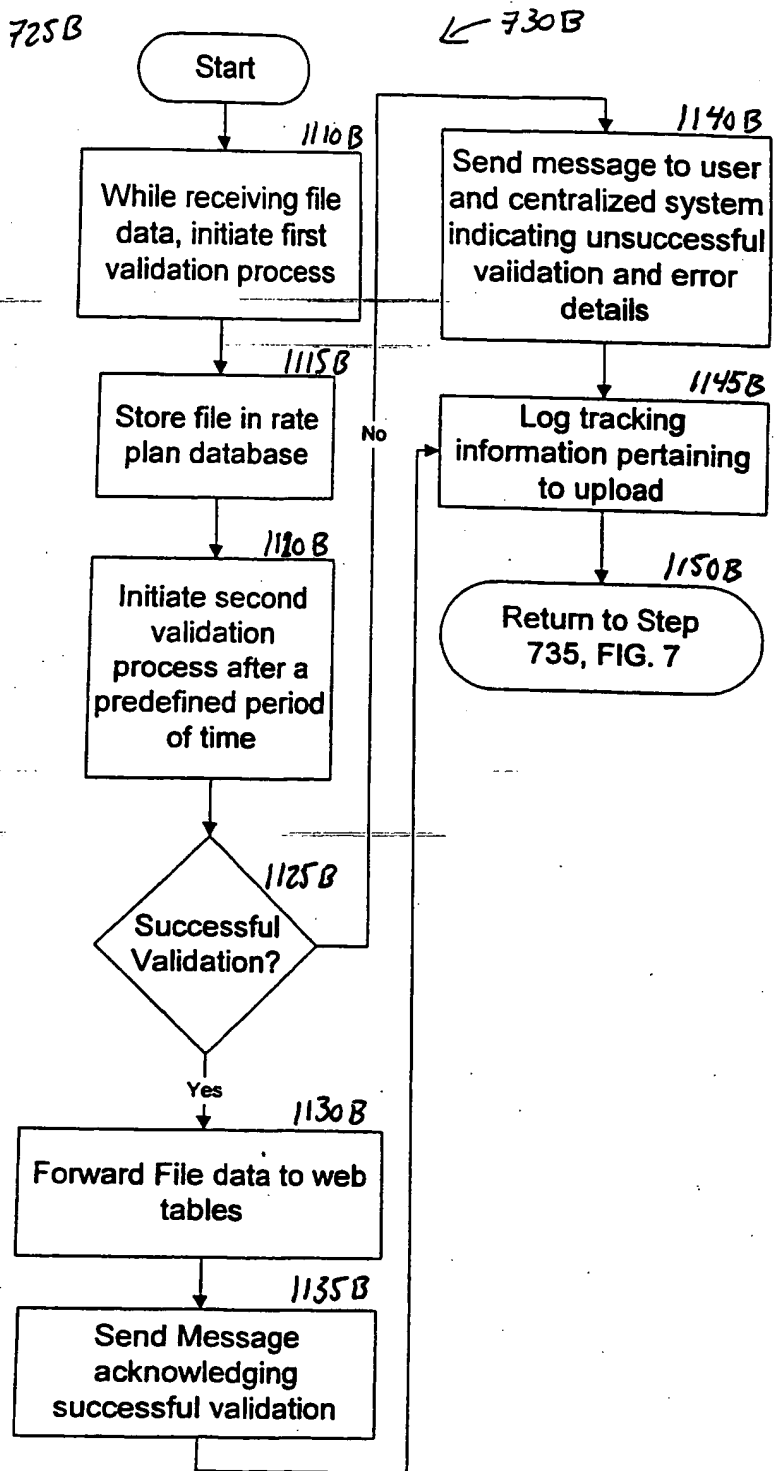 725B
730B
Start
1110B
While receiving file
data, initiate first
validation process
1115B
Store file in rate
plan database
1120B
Initiate second
validation
process after a
predefined period
of time
1125B
Successful
Validation?
No
Yes
1130B
Forward File data to web
tables
1135B
Send Message
acknowledging
successful validation
1140B
Send message to user
and centralized system
indicating unsuccessful
validation and error
details
1145B
Log tracking
information pertaining
to upload
1150B
Return to Step
735, FIG. 7